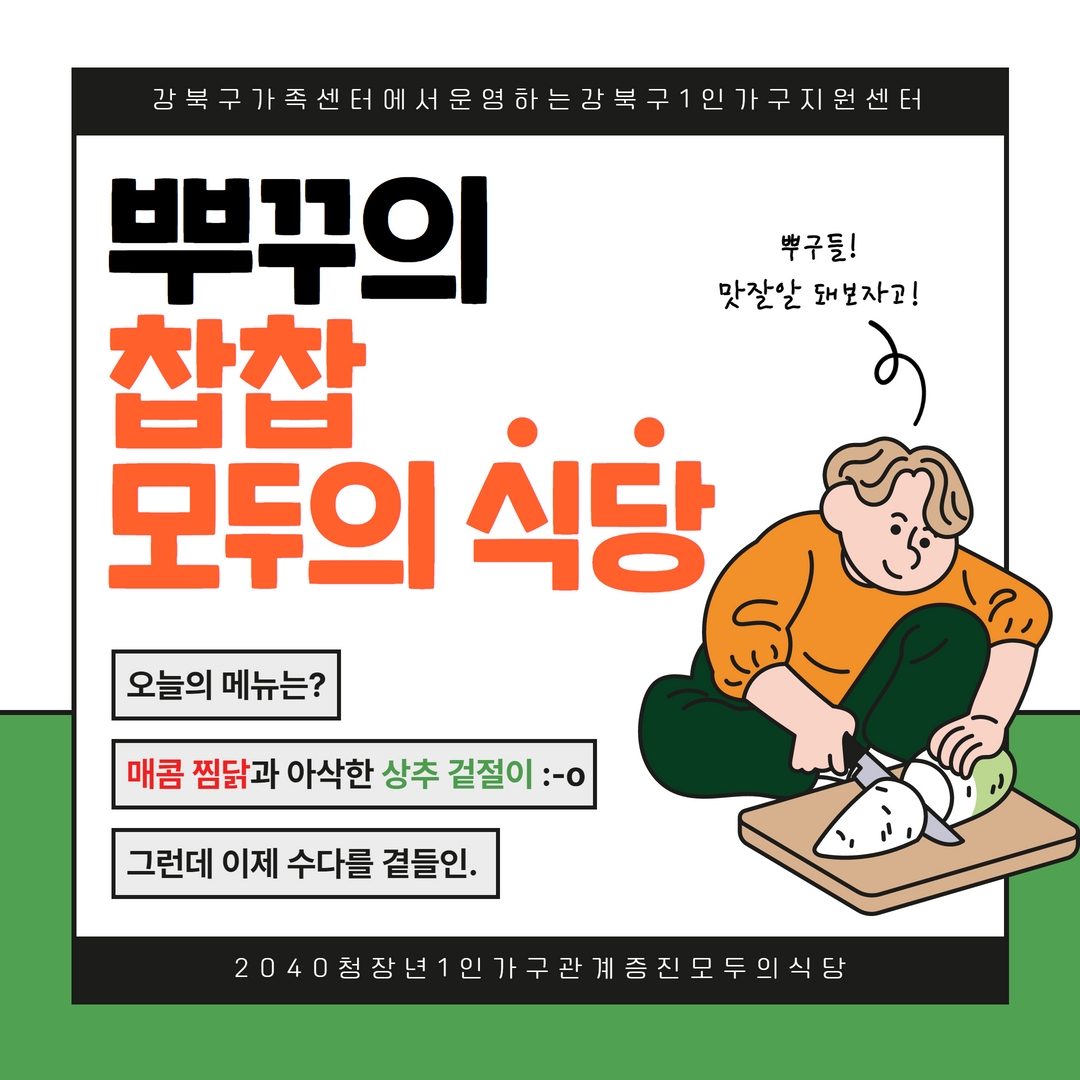 강북구가족센터에서운영하는강북구1인가구지원센터
뿌꾸의
찹찹
모두의 식당
뿌구들!
맛잘알 돼보자고!
오늘의 메뉴는?
매콤 찜닭과 아삭한 상추 겉절이 :-o
그런데 이제 수다를 곁들인.
2040청장년1인가구관계증진모두의식당